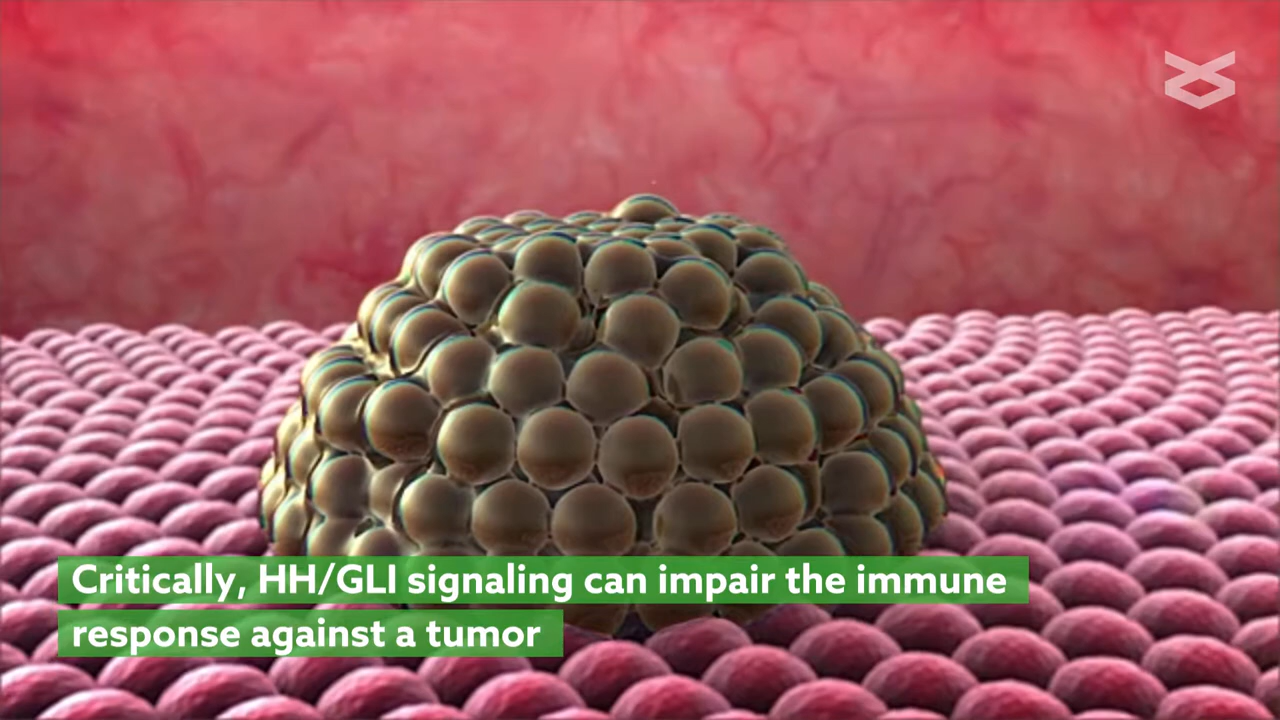 Critically, HH/GLI signaling can impair the immune
response against a tumor